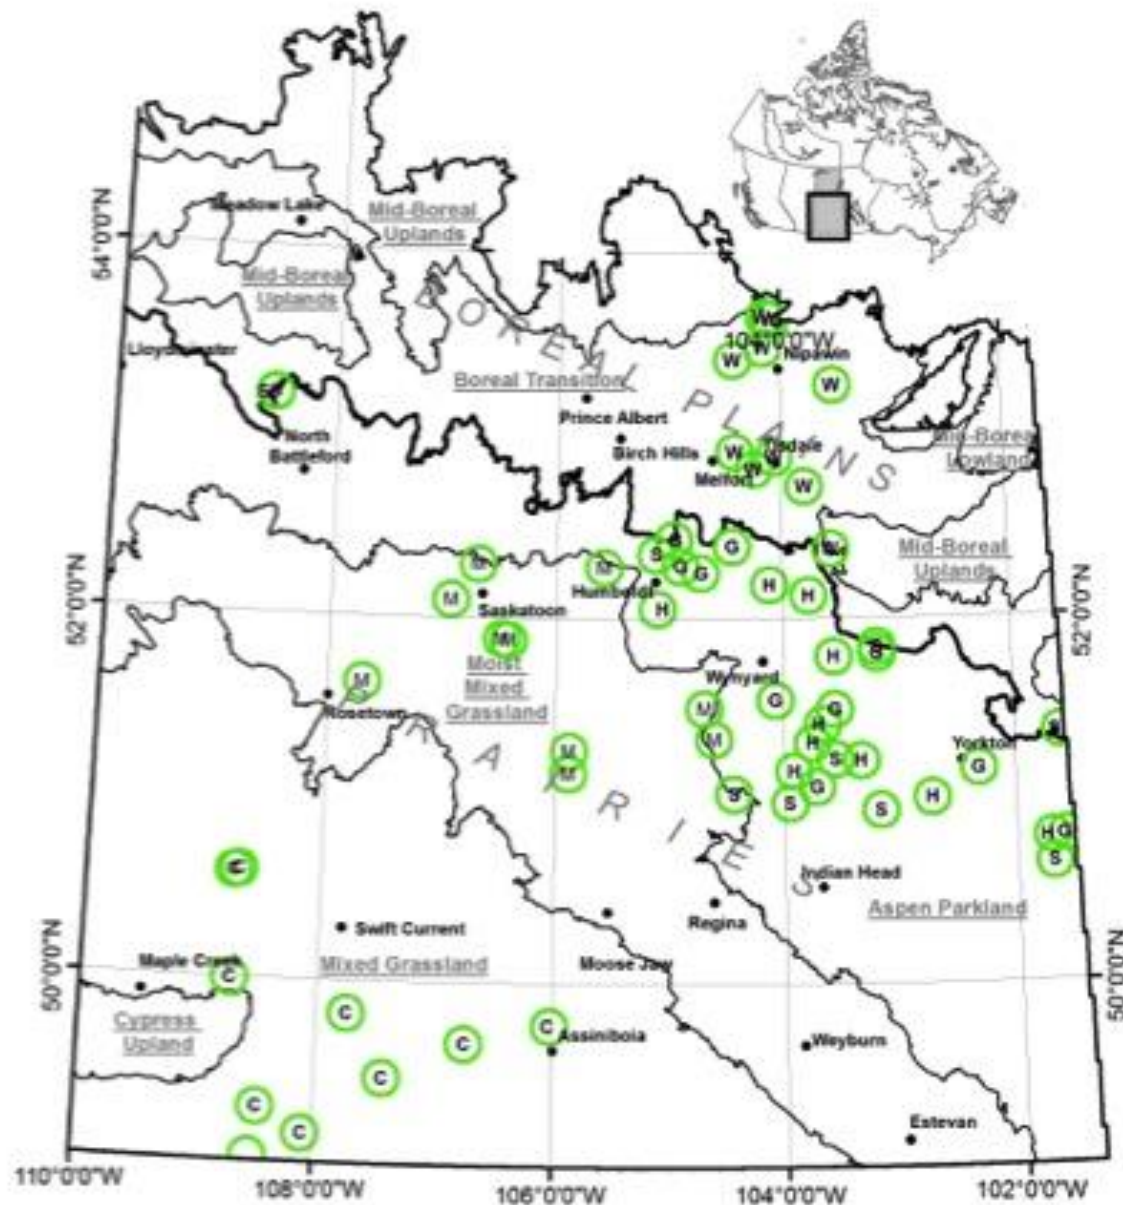 Meadow Lake
Mid-Boreal
Uplands
54°0'0"N
Mid-Boreal
Uplands
BOREAL PLANS
W
104°0'0"W
W
W
Nipawin
Lloydminster
Boreal Transition
W
Prince Albert
North
Battleford
Birch Hills
W
Tisdale
W
Melfort
W
Mid-Boreal
Lowland
Mid-Boreal
Uplands
S
G
G
G
M
M
Humboldt
H
H
M
Saskatoon
H
52°0'0"N
52°0'0"N
H
S
Moist
Mixed
Grassland
Wynyard
M
Rosetown
PRAIRIES
M
G
G
H
M
H
Yorkton
M
S
H
G
M
H
G
S
S
S
H
H
G
S
Indian Head
Aspen Parkland
Regina
Swift Current
Maple Creek
C
Mixed Grassland
Moose Jaw
50°0'0"N
50°0'0"N
Cypress
Upland
C
C
C
Assiniboia
Weyburn
C
C
C
Estevan
110°0'0"W
108°0'0"W
106°0'0"W
104°0'0"W
102°0'0"W